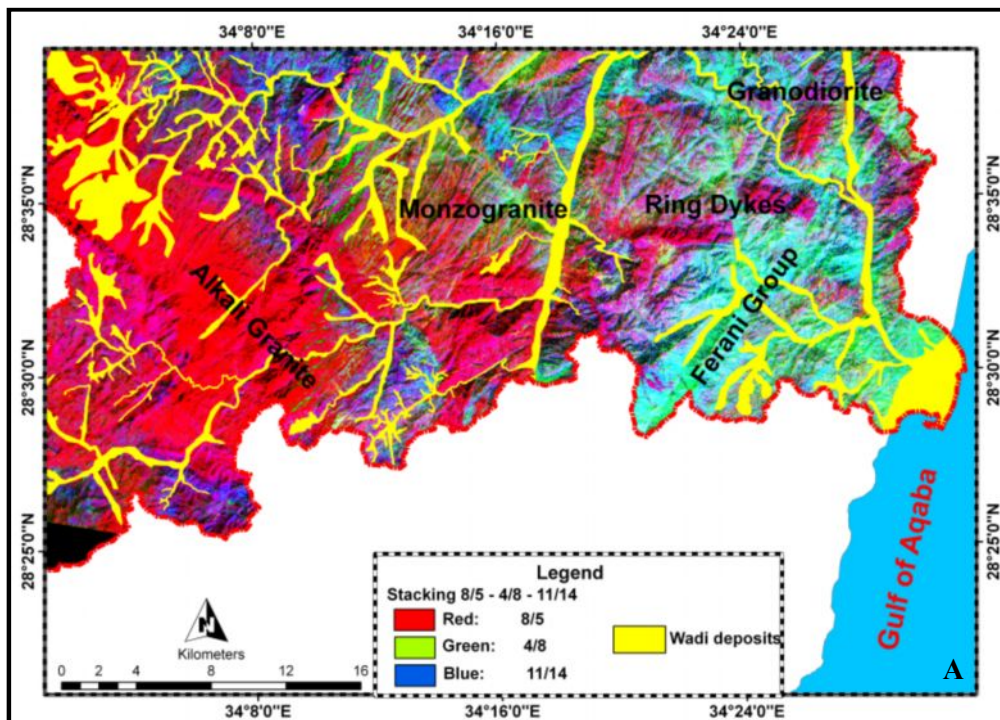 34°8'0"E 34°16'0"E 34°24'0"E
Granodiorite
28°35'0"N 28°35'0"N
Monzogranite Ring Dykes
Alkali Granite
Ferani Group
28°30'0"N 28°30'0"N
28°25'0"N 28°25'0"N
Gulf of Aqaba
Legend
Stacking 8/5 - 4/8 - 11/14
Red: 8/5
Green: 4/8 Wadi deposits
Blue: 11/14
N
Kilometers
0 2 4 8 12 16
A
34°8'0"E 34°16'0"E 34°24'0"E